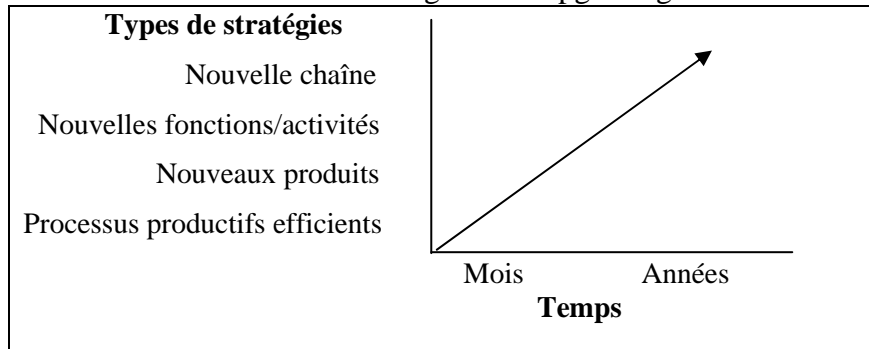 Types de stratégies
Nouvelle chaîne
Nouvelles fonctions/activités
Nouveaux produits
Processus productifs efficients
Mois Années
Temps